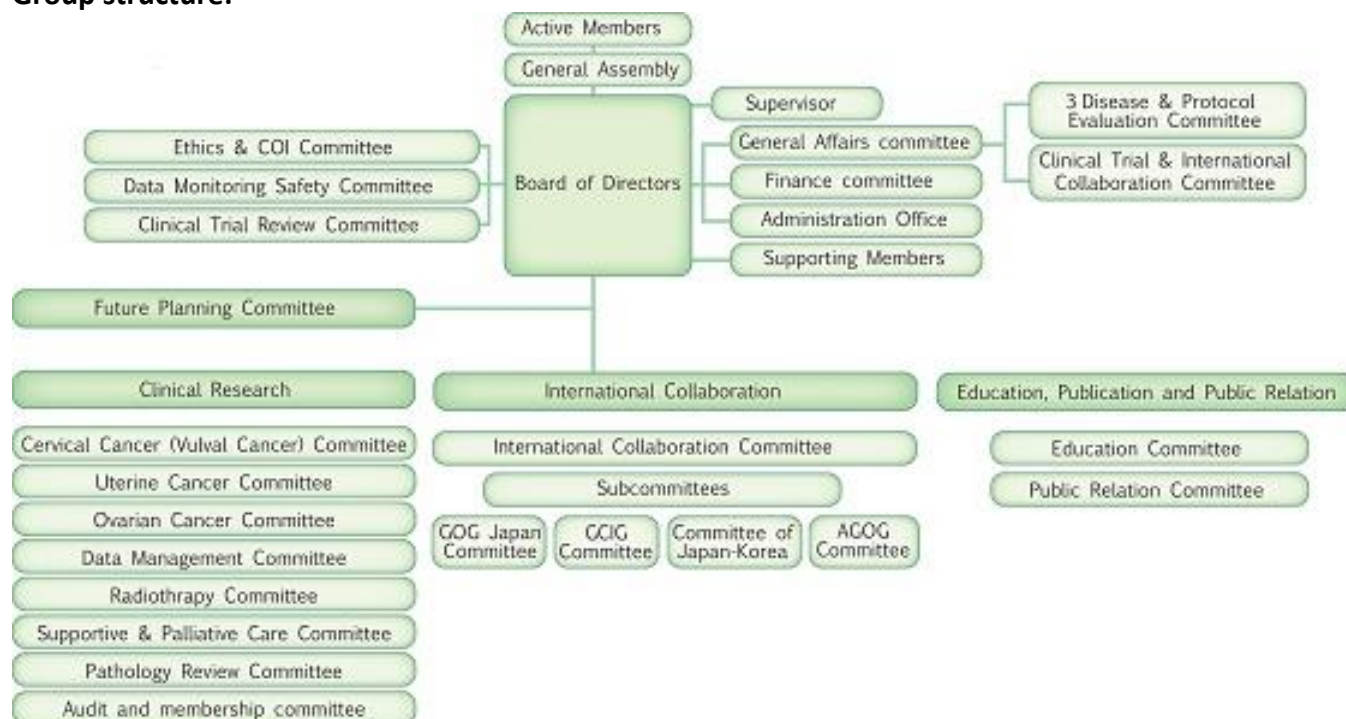 Group structure:
Active Members
General Assembly
Board of Directors
Supervisor
General Affairs committee
Finance committee
Administration Office
Supporting Members
3 Disease & Protocol
Evaluation Committee
Clinical Trial & International
Collaboration Committee
Ethics & COI Committee
Data Monitoring Safety Committee
Clinical Trial Review Committee
Future Planning Committee
Clinical Research
Cervical Cancer (Vulval Cancer) Committee
Uterine Cancer Committee
Ovarian Cancer Committee
Data Management Committee
Radiothrapy Committee
Supportive & Palliative Care Committee
Pathology Review Committee
Audit and membership committee
International Collaboration
International Collaboration Committee
Subcommittees
GOG Japan
Committee
GCIG
Committee
Committee of
Japan-Korea
AGOG
Committee
Education, Publication and Public Relation
Education Committee
Public Relation Committee